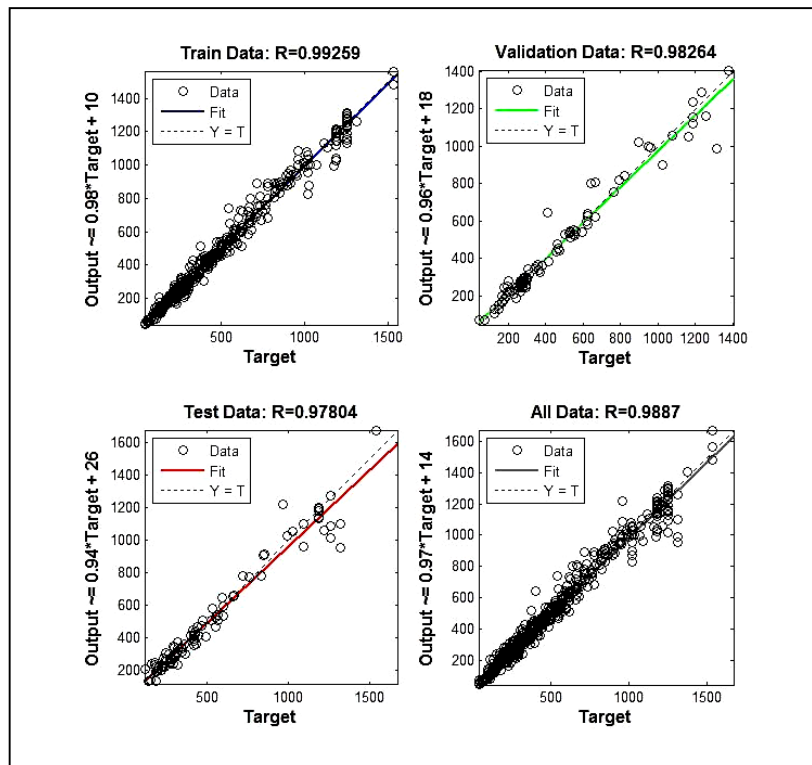 Train Data: R=0.99259
Data
Fit
Y = T
Output ~= 0.98*Target + 10
1400
1200
1000
800
600
400
200
500
1000
1500
Target
Validation Data: R=0.98264
Data
Fit
Y = T
Output ~= 0.96*Target + 18
1400
1200
1000
800
600
400
200
200
400
600
800
1000
1200
1400
Target
Test Data: R=0.97804
Data
Fit
Y = T
Output ~= 0.94*Target + 26
1600
1400
1200
1000
800
600
400
200
500
1000
1500
Target
All Data: R=0.9887
Data
Fit
Y = T
Output ~= 0.97*Target + 14
1600
1400
1200
1000
800
600
400
200
500
1000
1500
Target